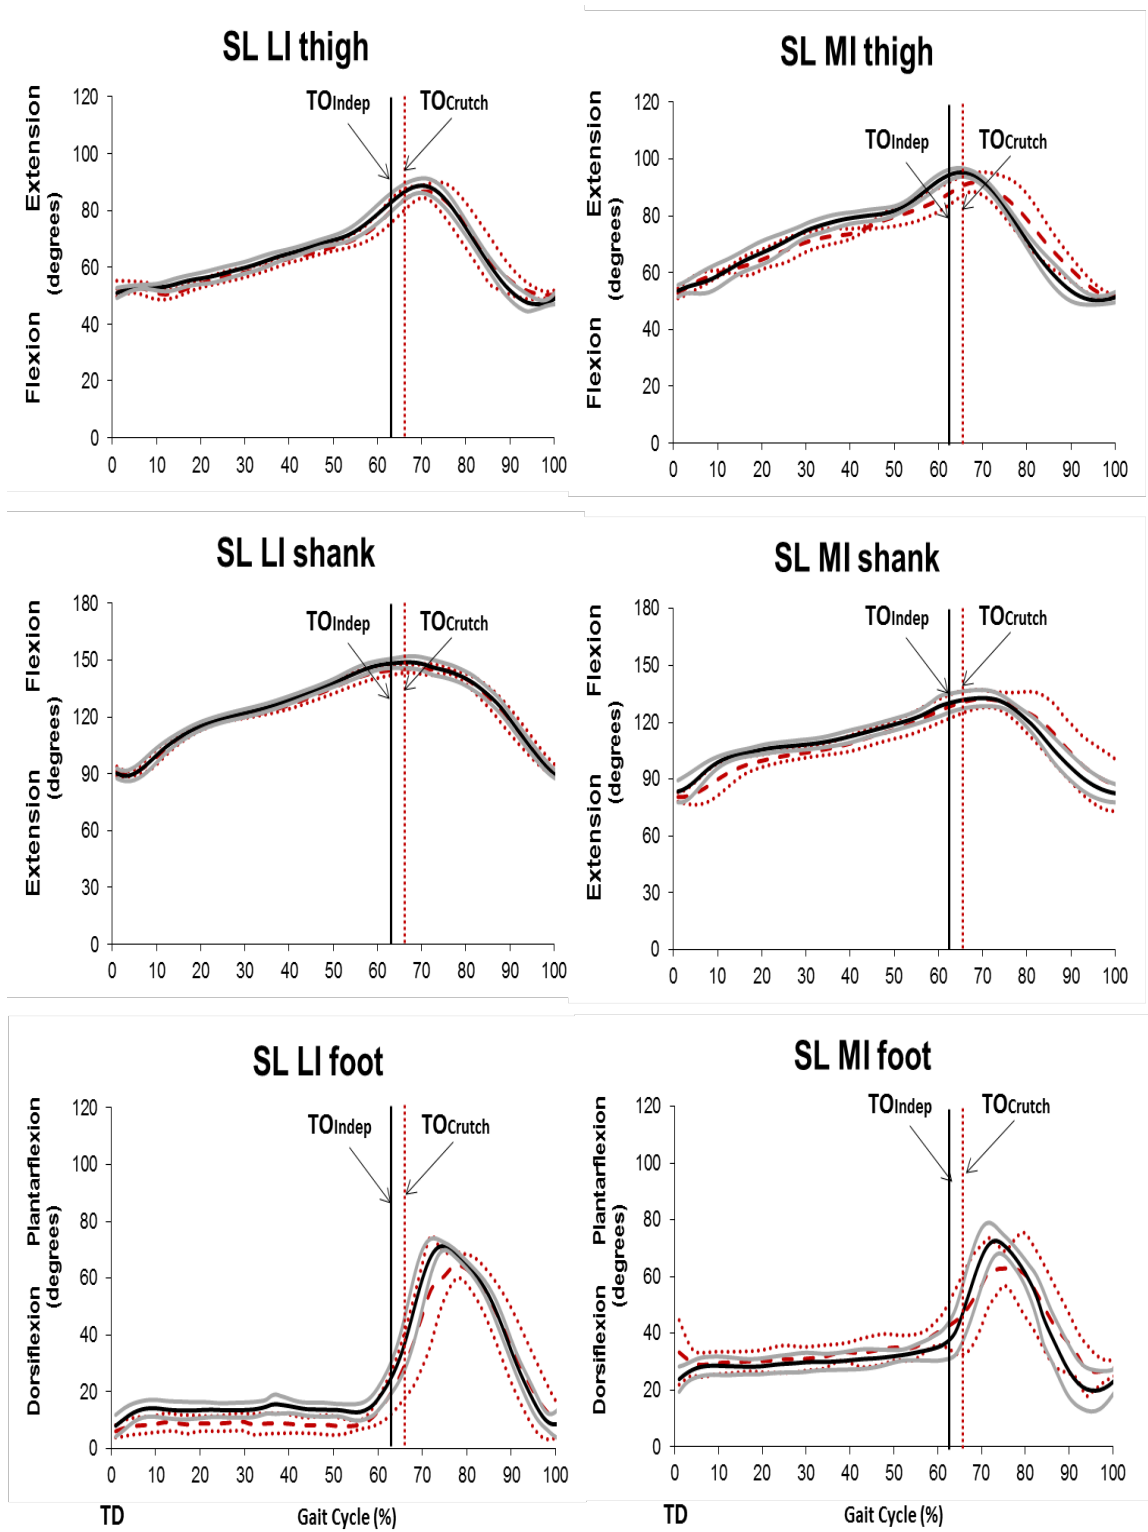 SL LI thigh
SL MI thigh
Flexion Extension
(degrees)
120
100
80
60
40
20
0
TOIndep
TOCrutch
0 10 20 30 40 50 60 70 80 90 100
Flexion Extension
(degrees)
120
100
80
60
40
20
0
TOIndep
TOCrutch
0 10 20 30 40 50 60 70 80 90 100
SL LI shank
SL MI shank
Extension Flexion
(degrees)
180
150
120
90
60
30
0
TOIndep
TOCrutch
0 10 20 30 40 50 60 70 80 90 100
Extension Flexion
(degrees)
180
150
120
90
60
30
0
TOIndep
TOCrutch
0 10 20 30 40 50 60 70 80 90 100
SL LI foot
SL MI foot
Dorsiflexion Plantarflexion
(degrees)
120
100
80
60
40
20
0
TOIndep
TOCrutch
0 10 20 30 40 50 60 70 80 90 100
TD Gait Cycle (%)
Dorsiflexion Plantarflexion
(degrees)
120
100
80
60
40
20
0
TOIndep
TOCrutch
0 10 20 30 40 50 60 70 80 90 100
TD Gait Cycle (%)